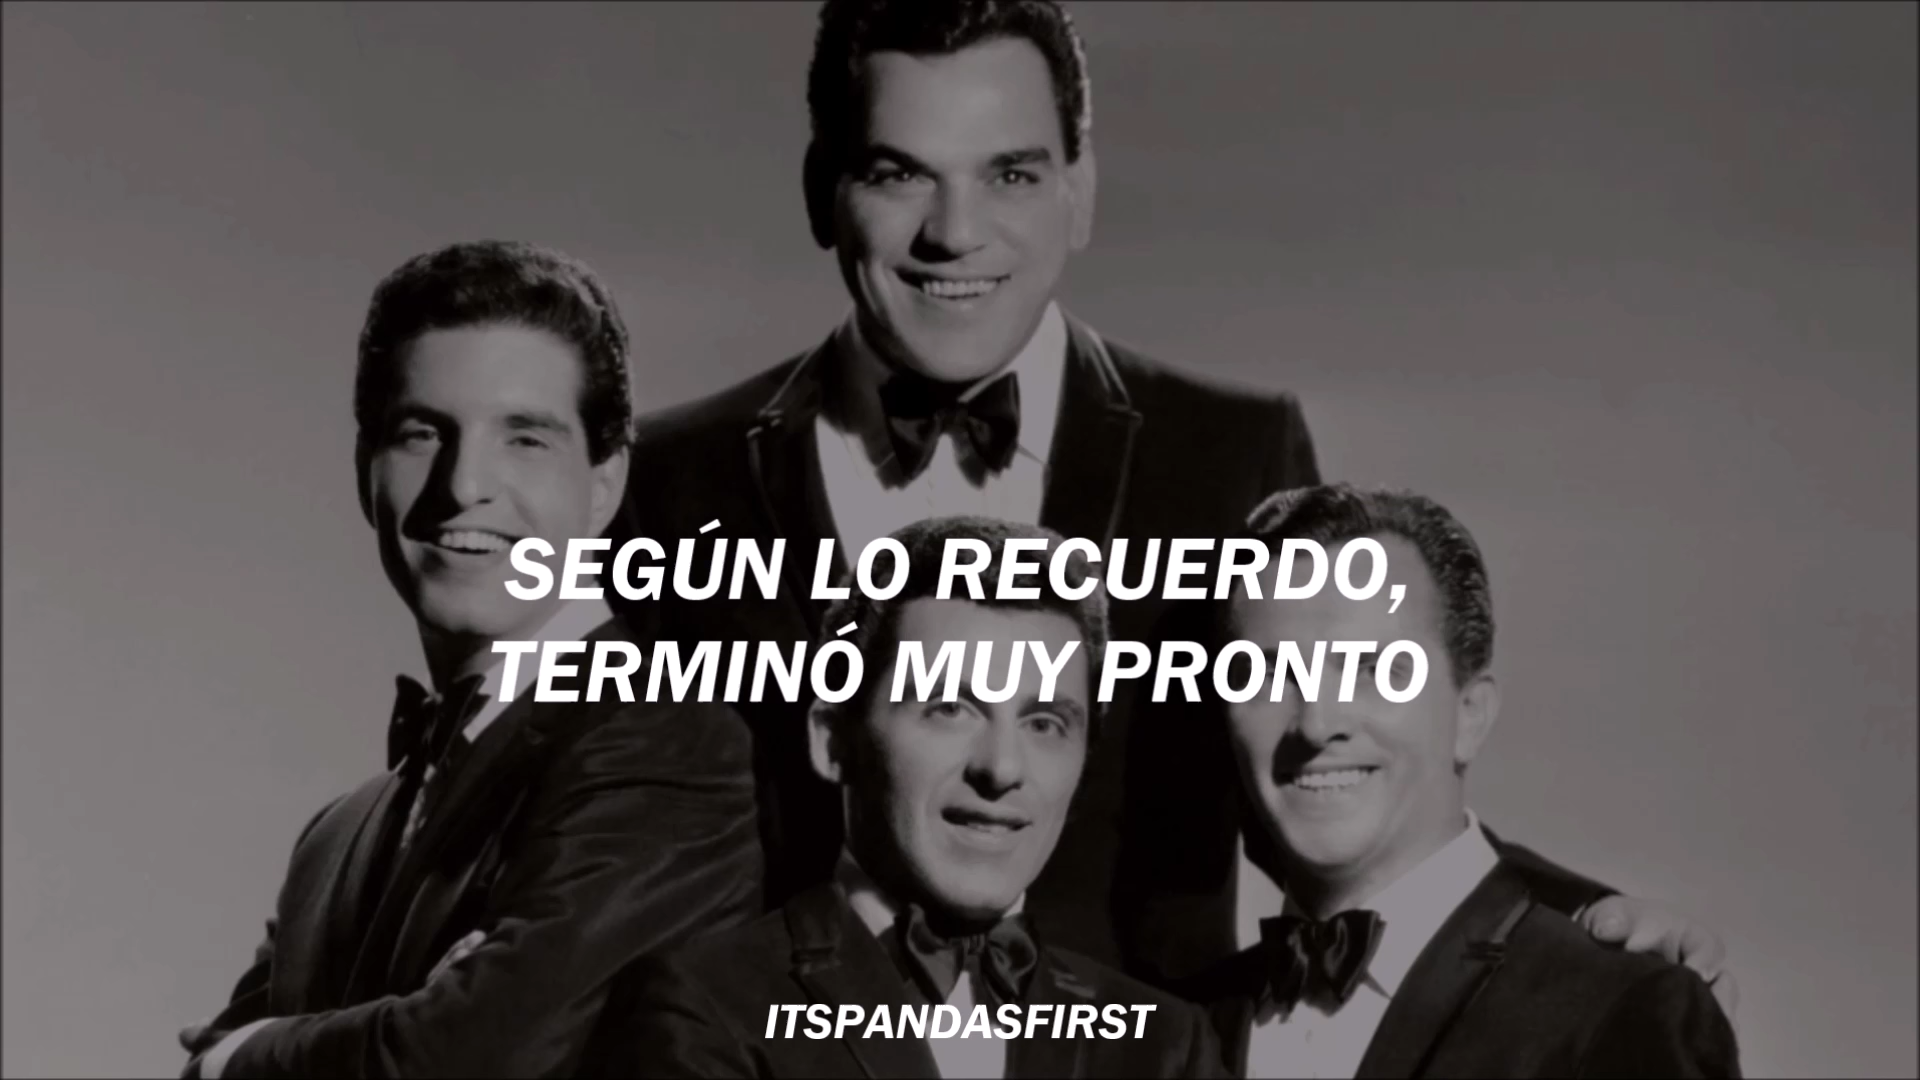 SEGÚN LO RECUERDO,
TERMINÓ MUY PRONTO
ITSPANDASFIRST